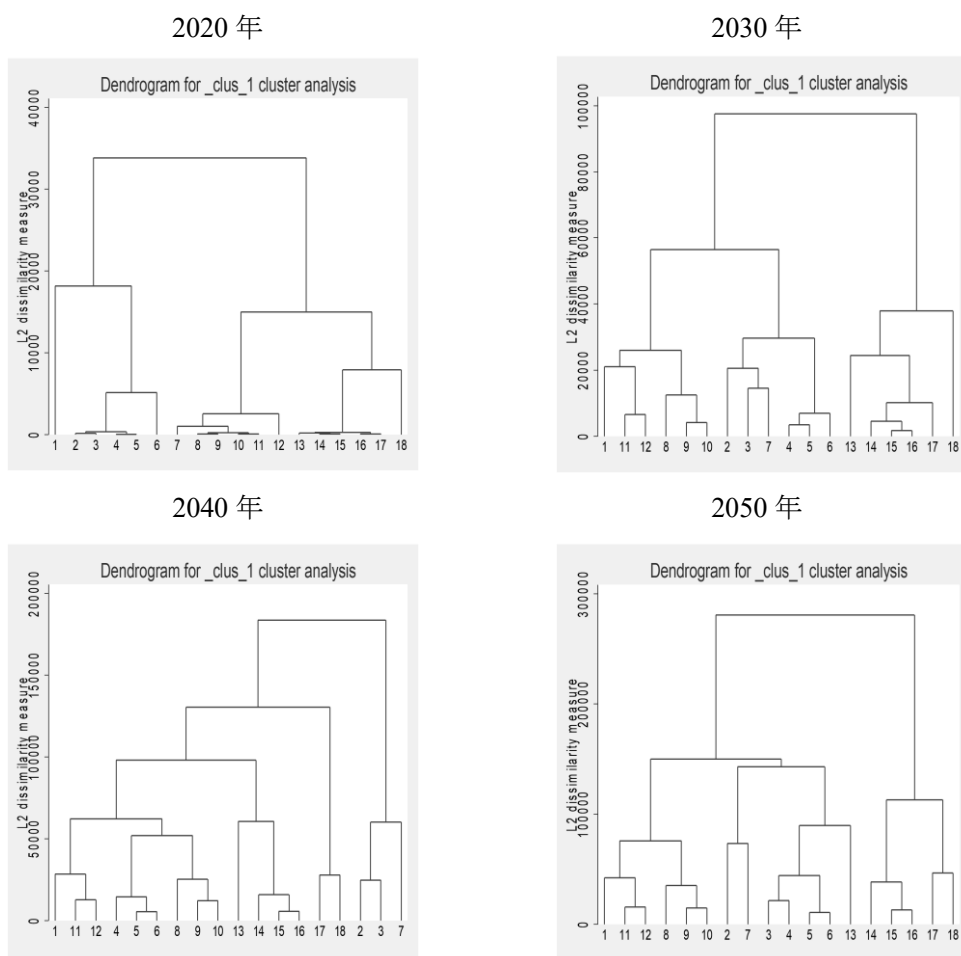 2020 年
Dendrogram for _clus_1 cluster analysis
L2 dissimilarity measure
40000
30000
20000
10000
0
1 2 3 4 5 6 7 8 9 10 11 12 13 14 15 16 17 18
2030 年
Dendrogram for _clus_1 cluster analysis
L2 dissimilarity measure
100000
80000
60000
40000
20000
0
1 11 12 8 9 10 2 3 7 4 5 6 13 14 15 16 17 18
2040 年
Dendrogram for _clus_1 cluster analysis
L2 dissimilarity measure
200000
150000
100000
50000
0
1 11 12 4 5 6 8 9 10 13 14 15 16 17 18 2 3 7
2050 年
Dendrogram for _clus_1 cluster analysis
L2 dissimilarity measure
300000
200000
100000
0
1 11 12 8 9 10 2 7 3 4 5 6 13 14 15 16 17 18